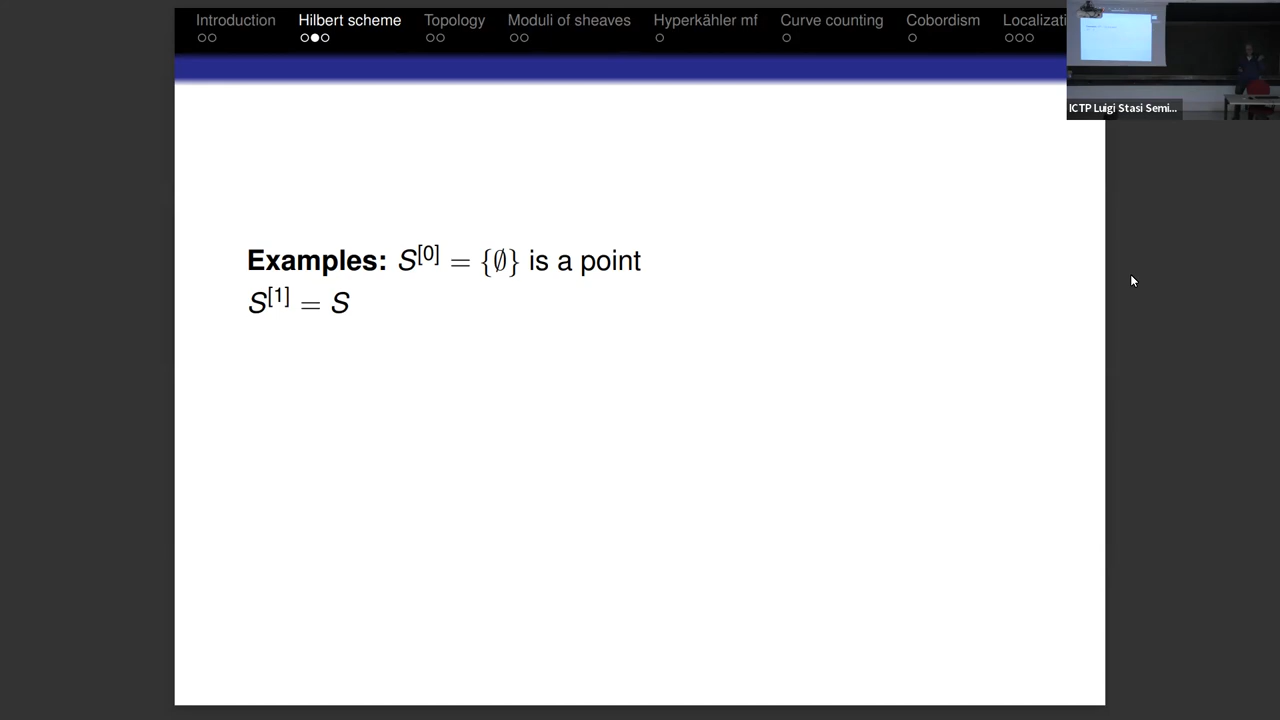 Introduction Hilbert scheme Topology Moduli of sheaves Hyperkähler mf Curve counting Cobordism Localizati
ICTP Luigi Stasi Semi...
Examples: S^[0] = {∅} is a point
S^[1] = S